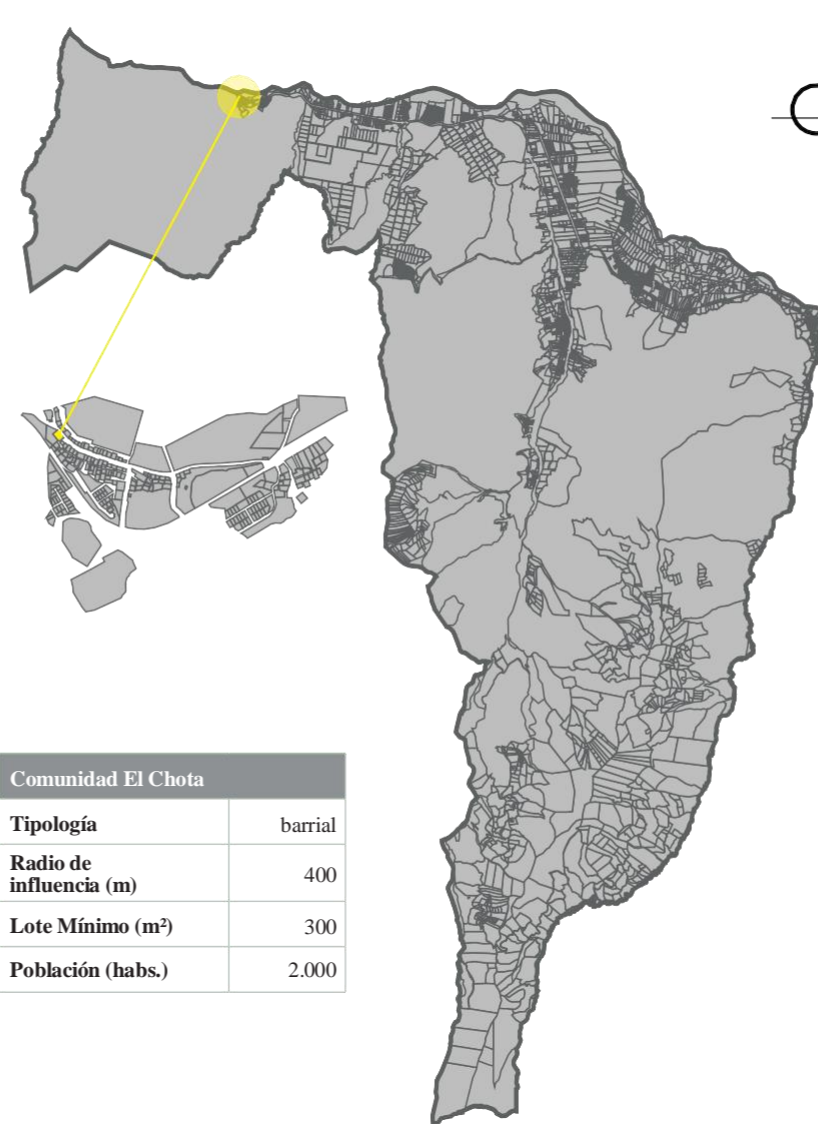 Comunidad El Chota
Tipología barrial
Radio de
influencia (m) 400
Lote Mínimo (m²) 300
Población (habs.) 2.000